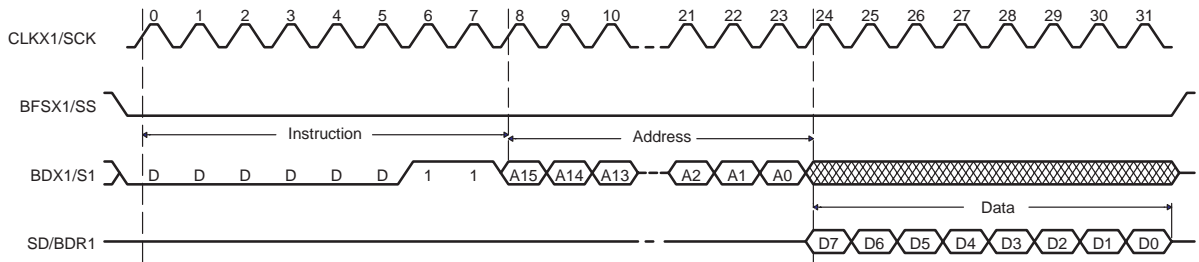 0 1 2 3 4 5 6 7 8 9 10 21 22 23 24 25 26 27 28 29 30 31
CLKX1/SCK
BFSX1/SS
Instruction Address
BDX1/S1 D D D D D D 1 1 A15 A14 A13 A2 A1 A0
Data
SD/BDR1 D7 D6 D5 D4 D3 D2 D1 D0